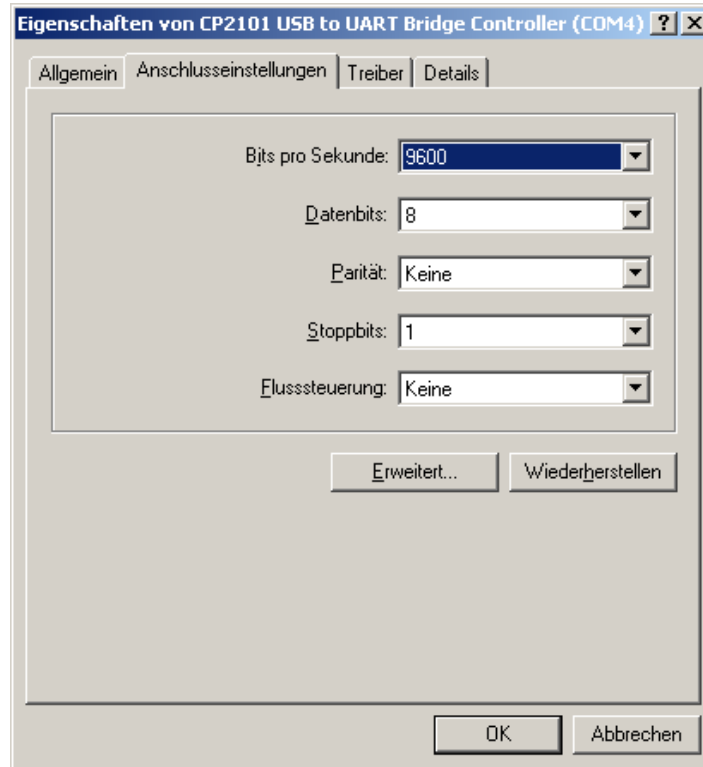 Eigenschaften von CP2101 USB to UART Bridge Controller (COM4)
Allgemein Anschlusseinstellungen Treiber Details
Bits pro Sekunde: 9600
Datenbits: 8
Parität: Keine
Stoppbits: 1
Flusssteuerung: Keine
Erweitert... Wiederherstellen
OK Abbrechen